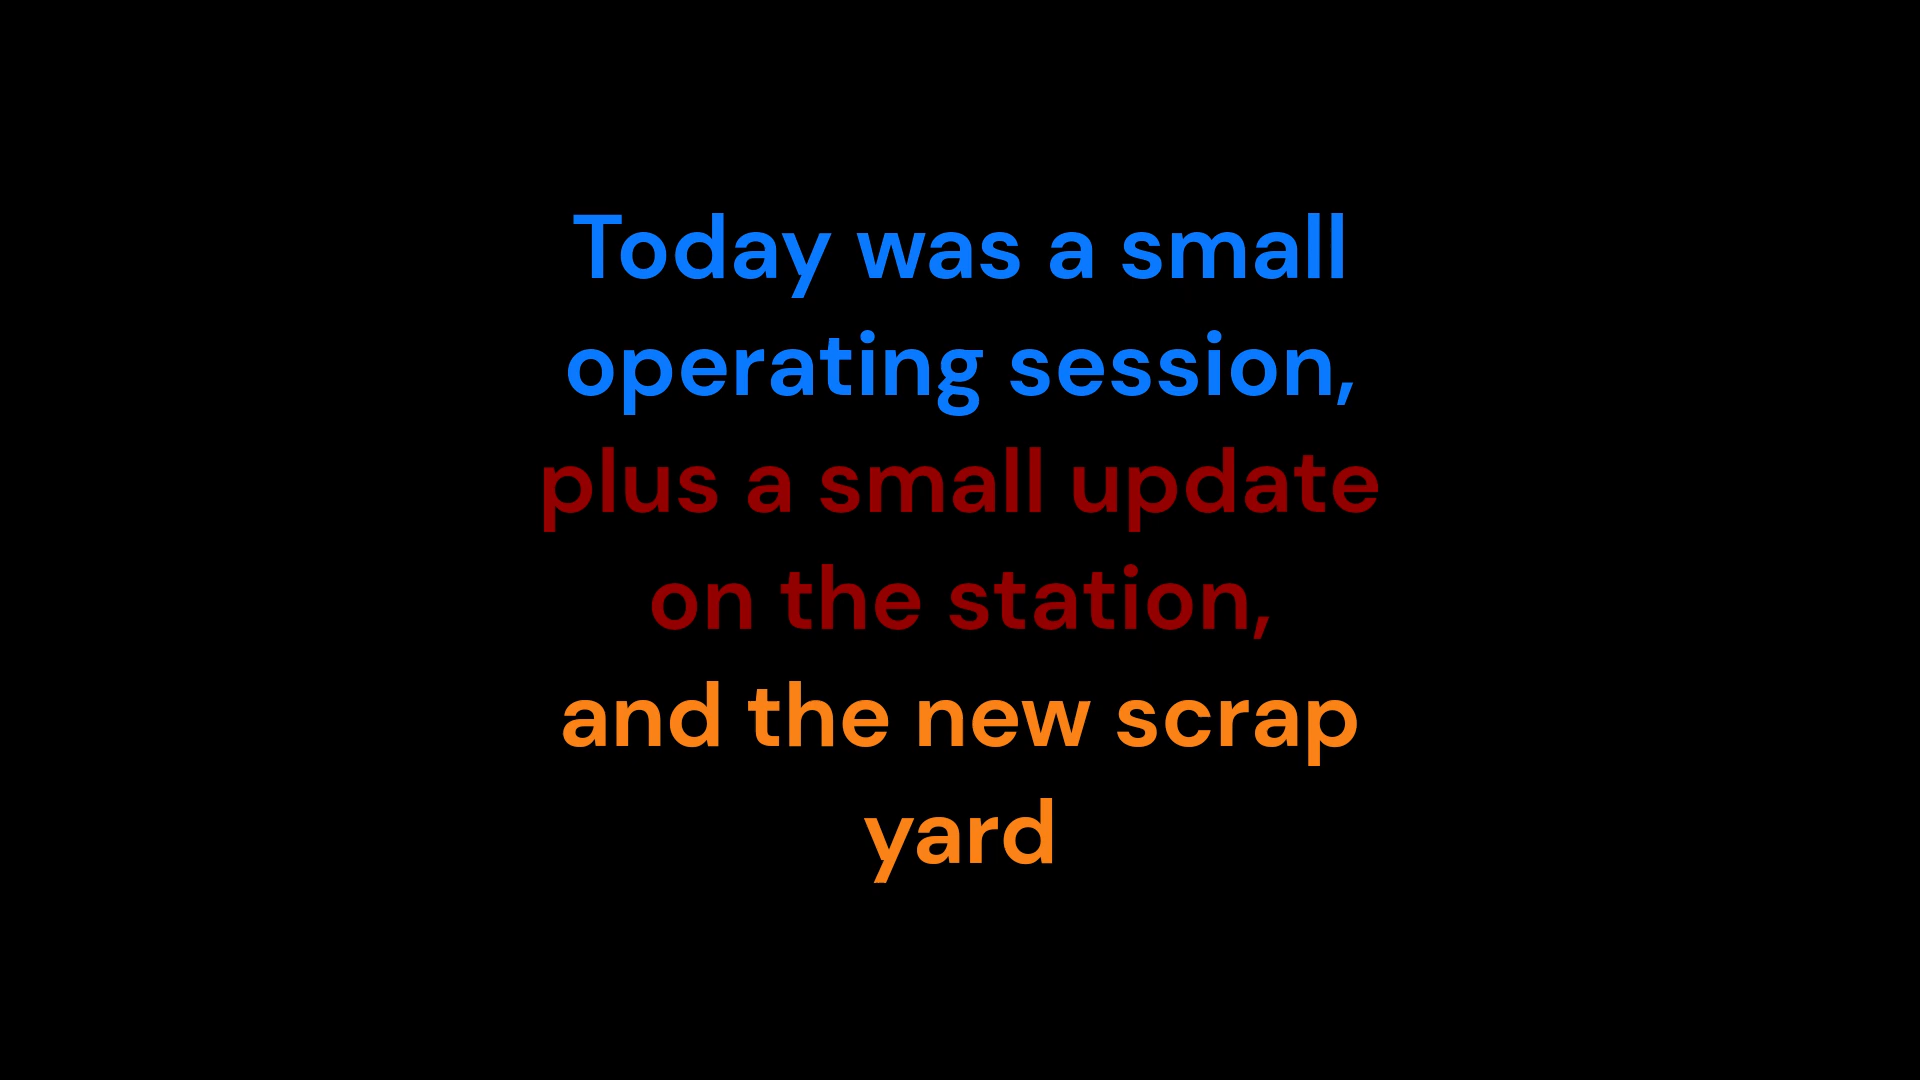 Today was a small
operating session,
plus a small update
on the station,
and the new scrap
yard